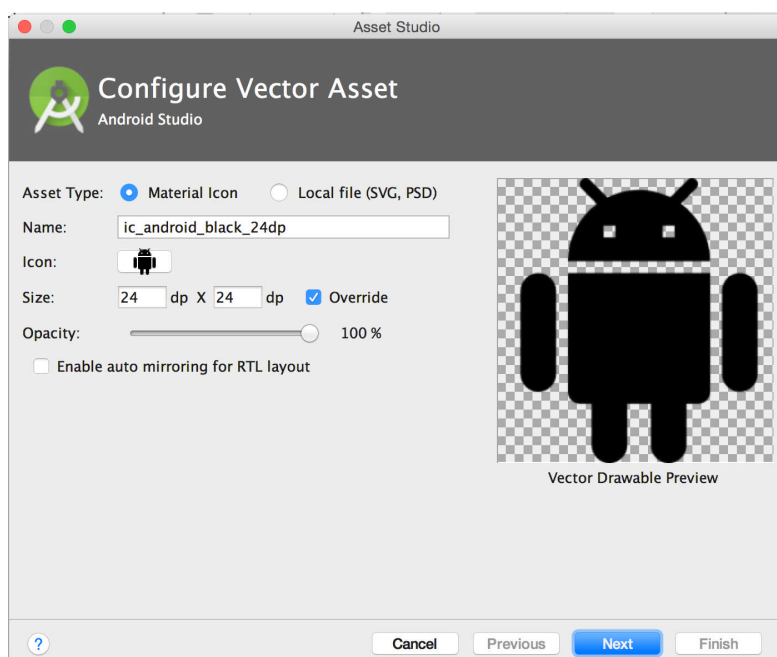 Asset Studio
Configure Vector Asset
Android Studio
Asset Type: Material Icon Local file (SVG, PSD)
Name: ic_android_black_24dp
Icon:
Size: 24 dp X 24 dp Override
Opacity: 100 %
Enable auto mirroring for RTL layout
Vector Drawable Preview
? Cancel Previous Next Finish